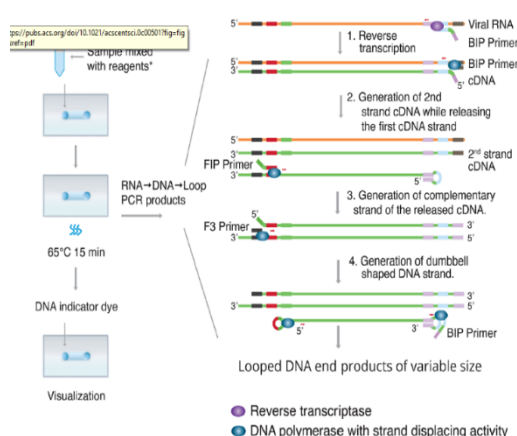 ttps://pubs.acs.org/doi/10.1021/acscentsci.0c00501?fig=fig
&ref=pdf
Sample mixed
with reagents*
RNA→DNA→Loop
PCR products
65°C 15 min
DNA indicator dye
Visualization
5'
Viral RNA
BIP Primer
1. Reverse
transcription
5'
3'
BIP Primer
cDNA
5'
2. Generation of 2nd
strand cDNA while releasing
the first cDNA strand
5'
3'
2nd strand
cDNA
FIP Primer
3'
5'
3. Generation of complementary
strand of the released cDNA.
5'
F3 Primer
3'
3'
5'
4. Generation of dumbbell
shaped DNA strand.
3'
3'
5'
5'
3'
BIP Primer
Looped DNA end products of variable size
Reverse transcriptase
DNA polymerase with strand displacing activity